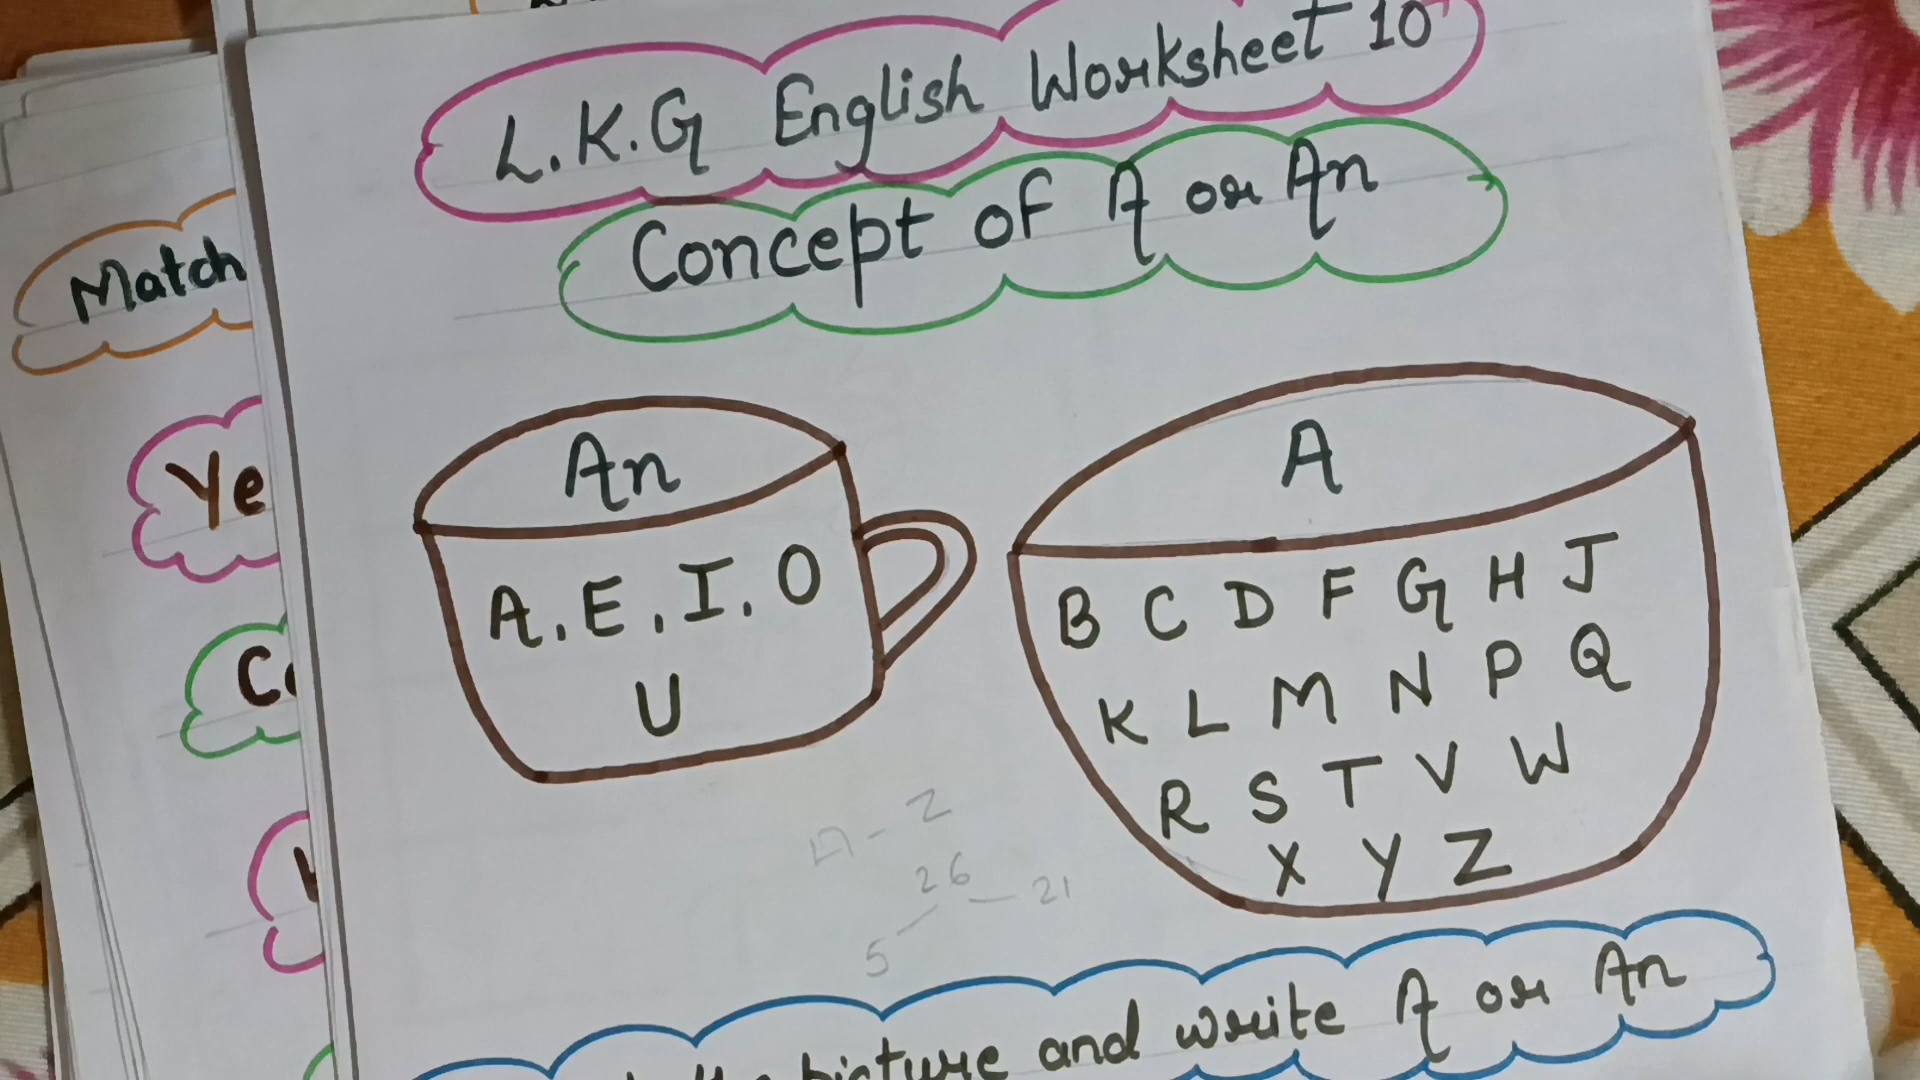 L.K.G English Worksheet 10
Concept of A or An
An
A, E, I, O
U
A
B C D F G H J
K L M N P Q
R S T V W
X Y Z
A - Z
26
21
5
picture and write A or An
Match
Ye